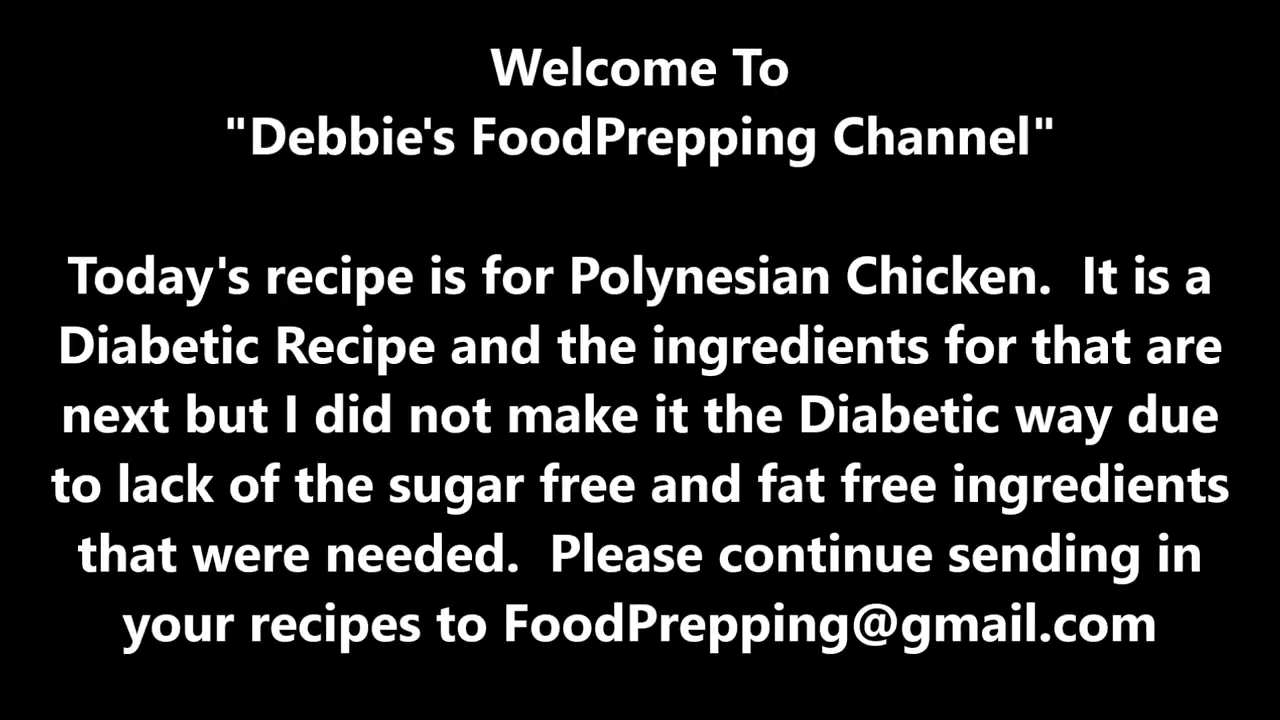 Welcome To
"Debbie's FoodPrepping Channel"
Today's recipe is for Polynesian Chicken.  It is a
Diabetic Recipe and the ingredients for that are
next but I did not make it the Diabetic way due
to lack of the sugar free and fat free ingredients
that were needed.  Please continue sending in
your recipes to FoodPrepping@gmail.com